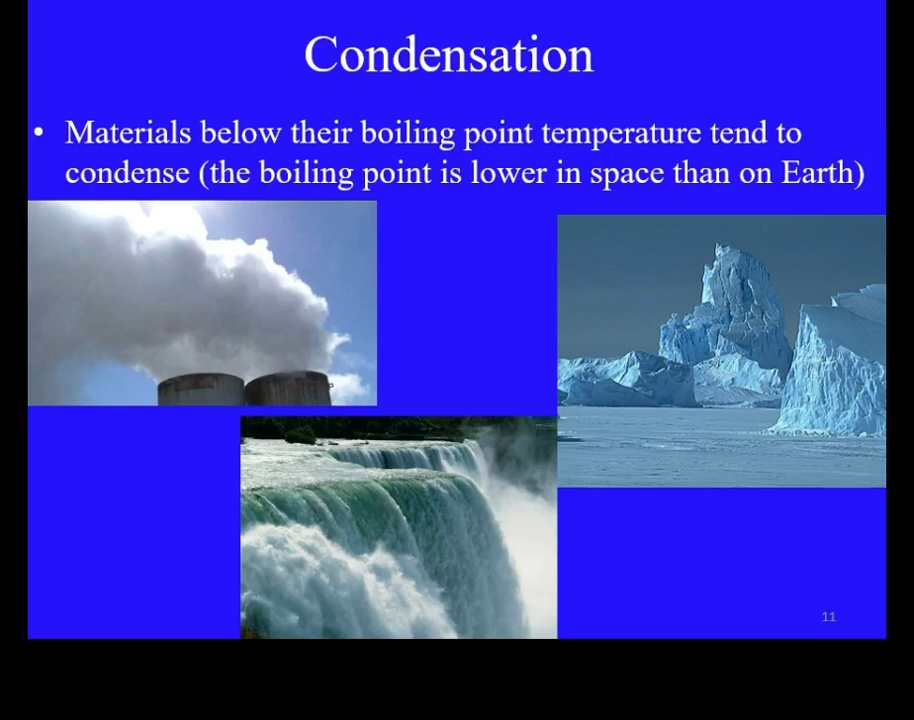 Condensation
• Materials below their boiling point temperature tend to
condense (the boiling point is lower in space than on Earth)
11